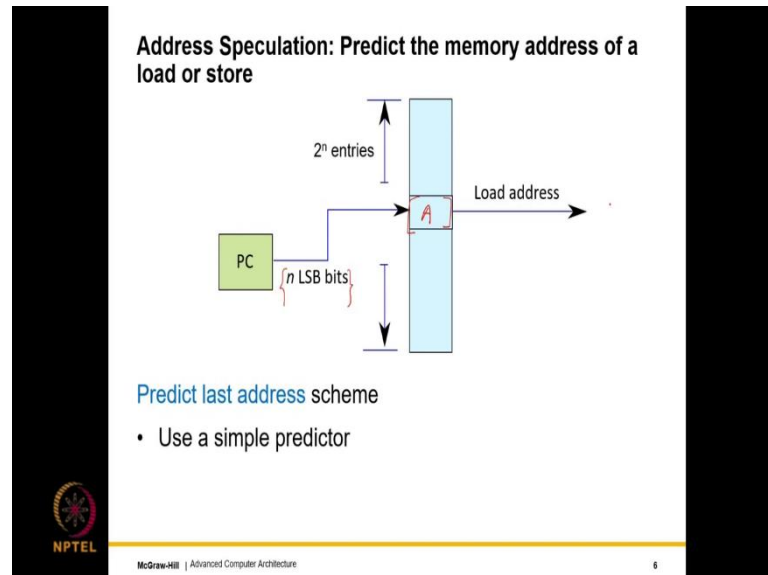 Address Speculation: Predict the memory address of a
load or store
2ⁿ entries
Load address
A
PC
{n LSB bits}
Predict last address scheme
• Use a simple predictor
NPTEL
McGraw-Hill | Advanced Computer Architecture
6